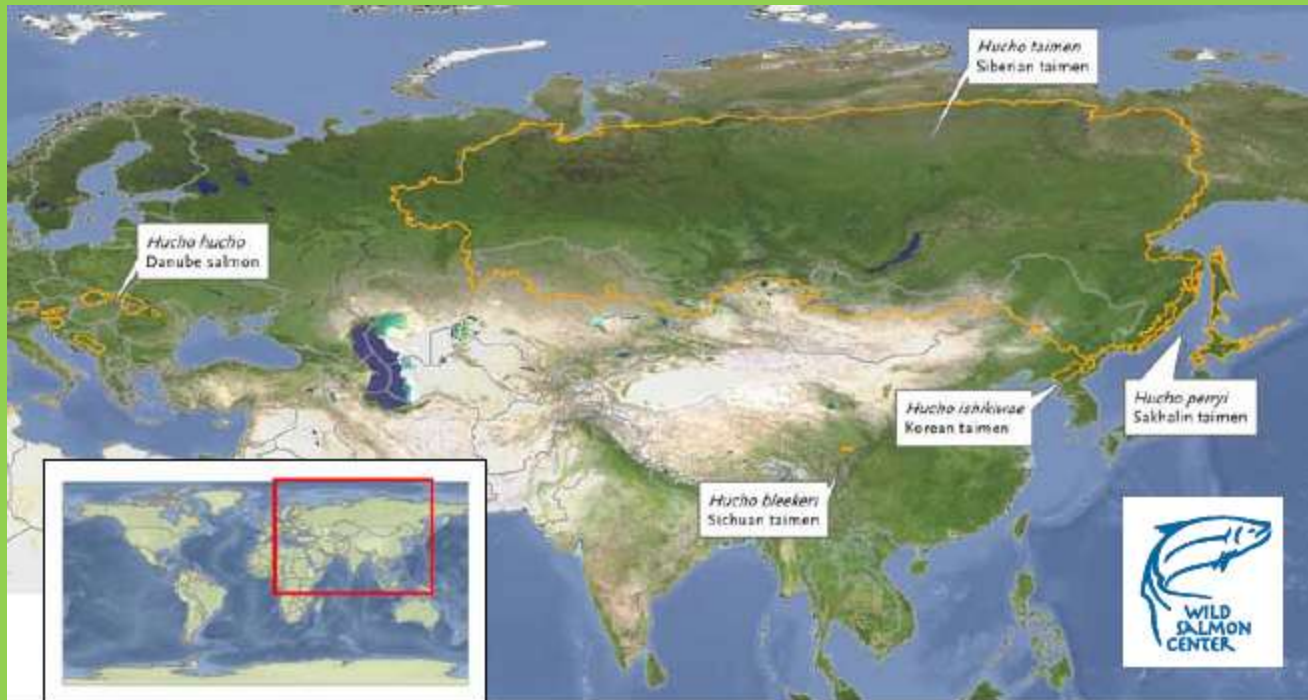 Hucho taimen
Siberian taimen
Hucho hucho
Danube salmon
Hucho ishikwae
Korean taimen
Hucho perryi
Sakhalin taimen
Hucho bleekeri
Sichuan taimen
WILD
SALMON
CENTER